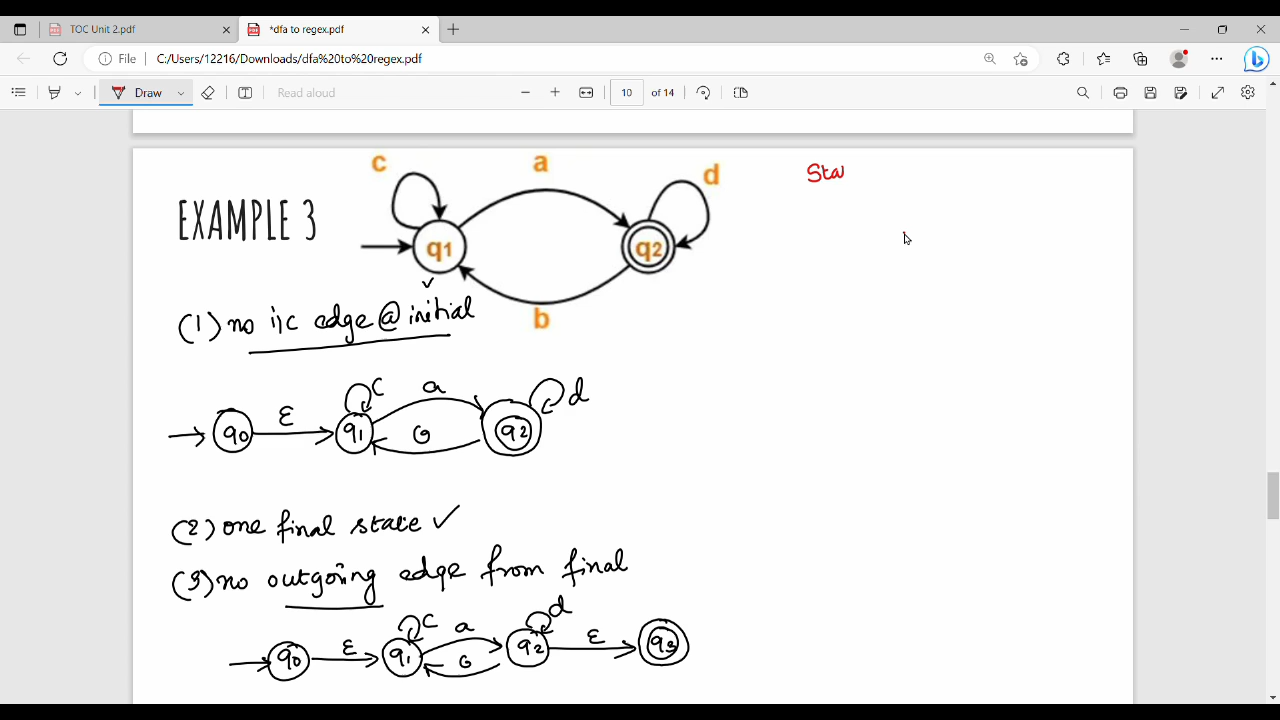 TOC Unit 2.pdf
*dfa to regex.pdf
File C:/Users/12216/Downloads/dfa%20to%20regex.pdf
Draw Read aloud 10 of 14
EXAMPLE 3
c a d
q1 q2
b
Sta
(1) no i/c edge @ initial
q0 ε q1 c a b q2 d
(2) one final state ✓
(3) no outgoing edge from final
q0 ε q1 c a b q2 d ε q3